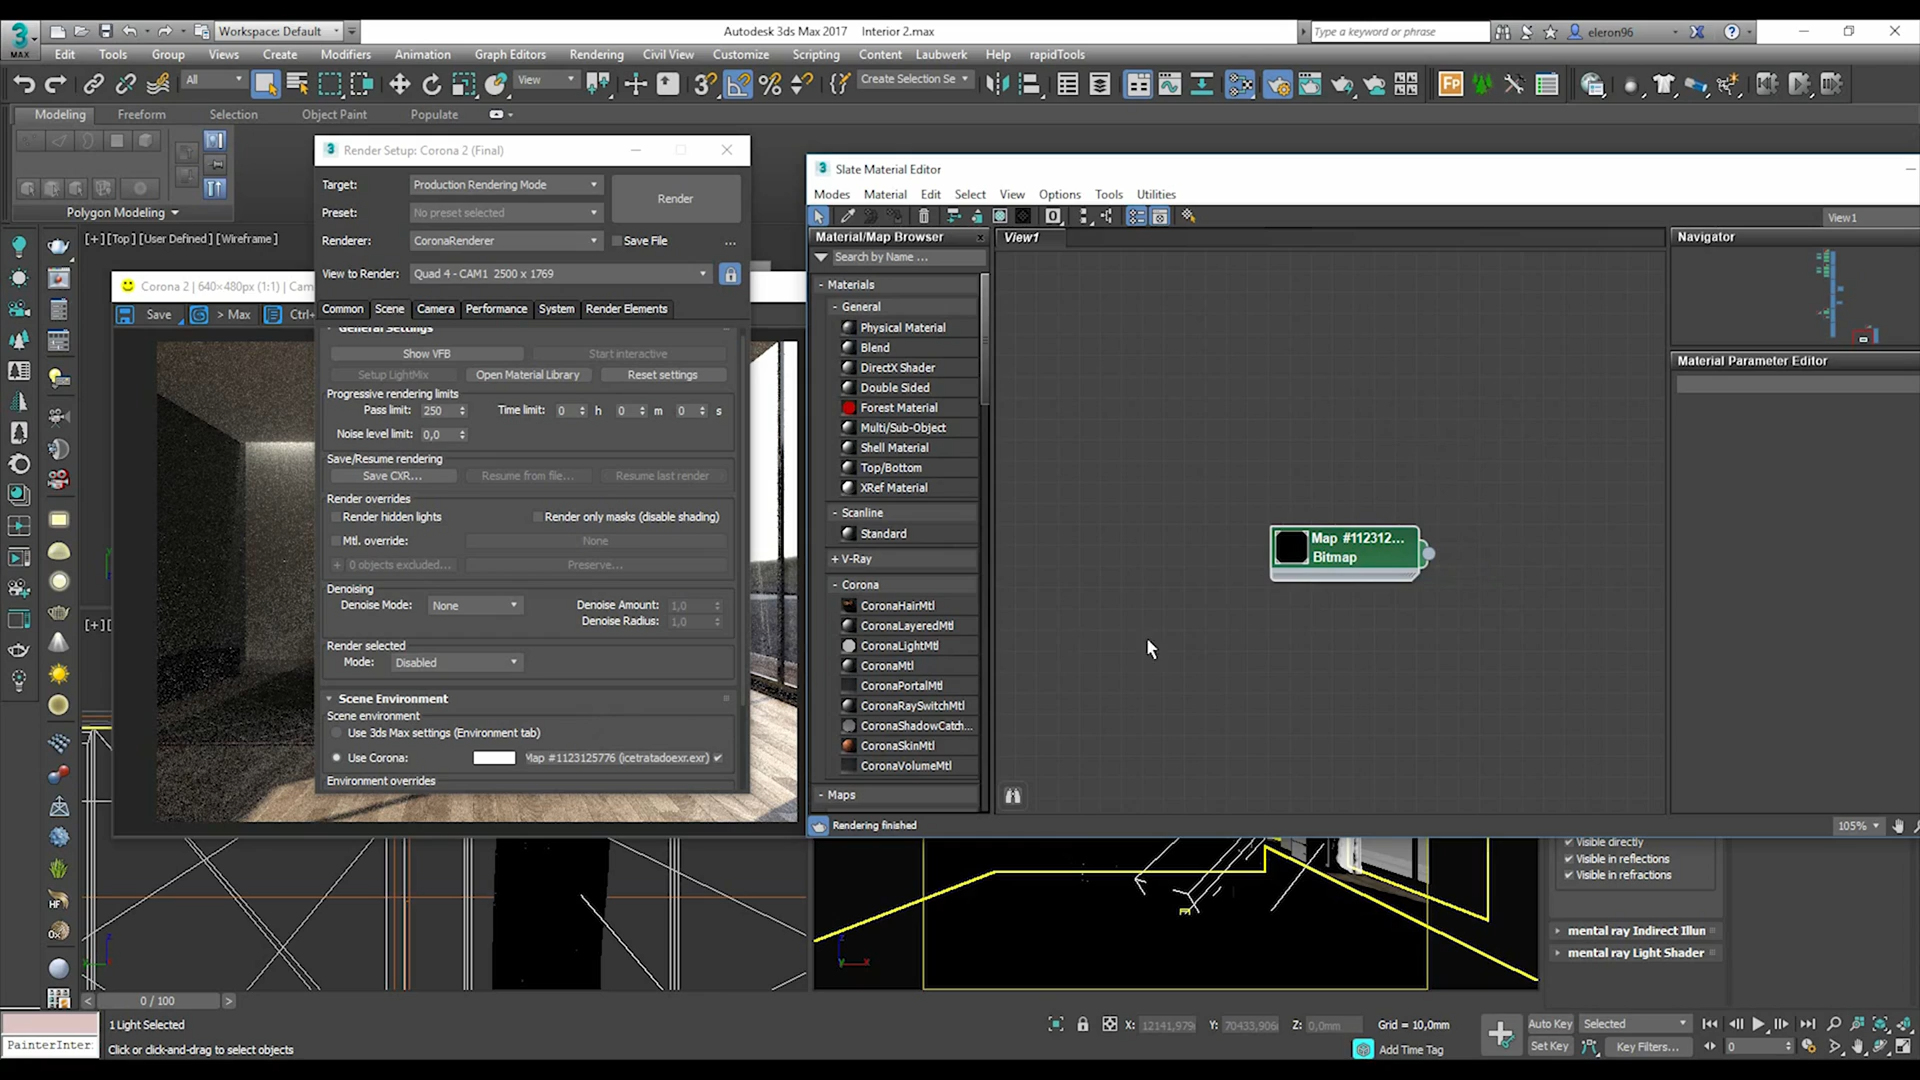 Workspace: Default
Autodesk 3ds Max 2017 Interior 2.max
Type a keyword or phrase
eleron96
MAX
Edit Tools Group Views Create Modifiers Animation Graph Editors Rendering Civil View Customize Scripting Content Laubwerk Help rapidTools
All
View
Create Selection Se
Modeling Freeform Selection Object Paint Populate
Polygon Modeling
[+] [Top] [User Defined] [Wireframe]
Corona 2 | 640×480px (1:1) | Cam
Save > Max Ctrl+
Render Setup: Corona 2 (Final)
Target: Production Rendering Mode
Render
Preset: No preset selected
Renderer: CoronaRenderer
Save File ...
View to Render: Quad 4 - CAM1 2500 x 1769
Common Scene Camera Performance System Render Elements
General Settings
Show VFB Start interactive
Setup LightMix Open Material Library Reset settings
Progressive rendering limits
Pass limit: 250 Time limit: 0 h 0 m 0 s
Noise level limit: 0,0
Save/Resume rendering
Save CXR... Resume from file... Resume last render
Render overrides
Render hidden lights Render only masks (disable shading)
Mtl. override: None
+ 0 objects excluded... Preserve...
Denoising
Denoise Mode: None Denoise Amount: 1,0
Denoise Radius: 1,0
Render selected
Mode: Disabled
Scene Environment
Scene environment
Use 3ds Max settings (Environment tab)
Use Corona: Map #1123125776 (icetratadoexr.exr)
Environment overrides
Slate Material Editor
Modes Material Edit Select View Options Tools Utilities
View1
Material/Map Browser
Search by Name ...
- Materials
- General
Physical Material
Blend
DirectX Shader
Double Sided
Forest Material
Multi/Sub-Object
Shell Material
Top/Bottom
XRef Material
- Scanline
Standard
+ V-Ray
- Corona
CoronaHairMtl
CoronaLayeredMtl
CoronaLightMtl
CoronaMtl
CoronaPortalMtl
CoronaRaySwitchMtl
CoronaShadowCatch...
CoronaSkinMtl
CoronaVolumeMtl
- Maps
Rendering finished
View1
Map #112312...
Bitmap
Navigator
Material Parameter Editor
105%
Visible directly
Visible in reflections
Visible in refractions
mental ray Indirect Illun
mental ray Light Shader
0 / 100
1 Light Selected
Click or click-and-drag to select objects
PainterInter:
X: 12141,979 Y: 70433,906 Z: 0,0mm Grid = 10,0mm
Add Time Tag
Auto Key Selected
Set Key Key Filters...
0